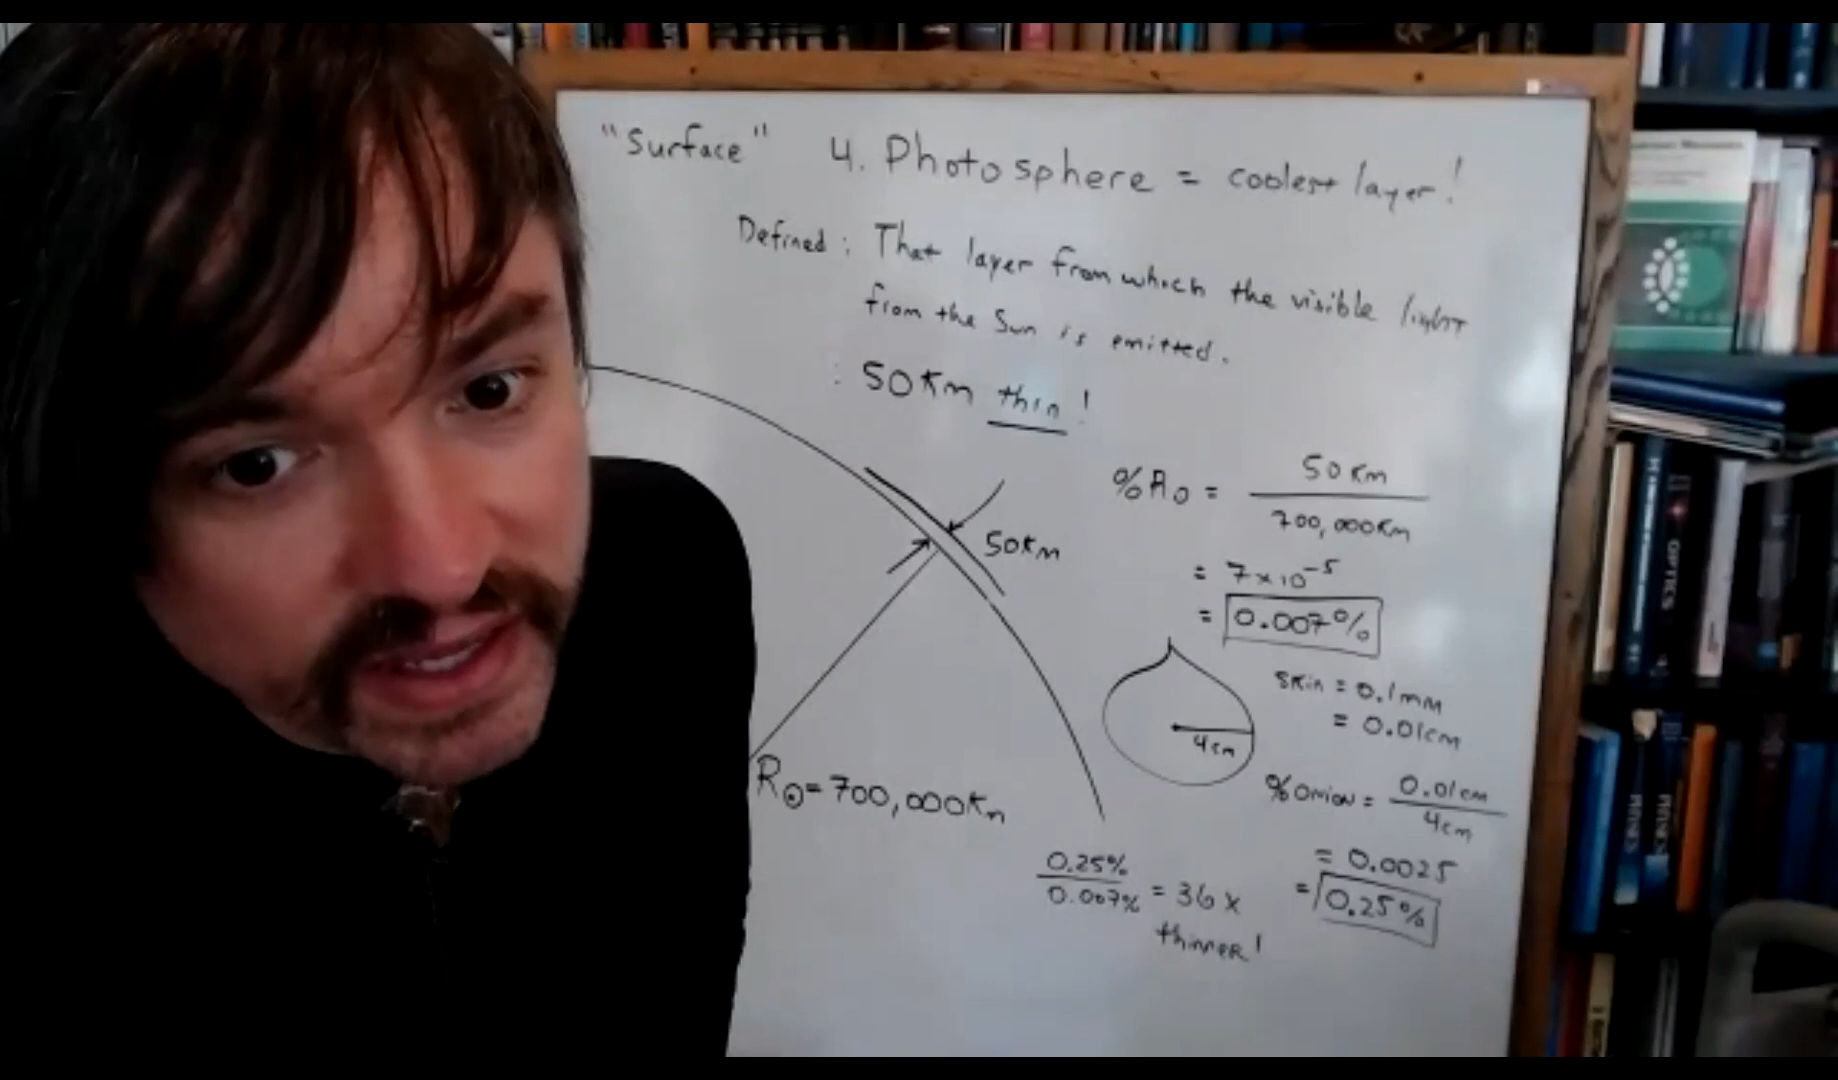 "Surface" 4. Photosphere = coolest layer!
Defined: That layer from which the visible light
from the Sun is emitted.
: 50Km thin!
50Km
R☉=700,000Km
%R☉ = 50Km
700,000Km
= 7x10⁻⁵
= 0.007%
4cm
Skin = 0.1mm
= 0.01cm
%Onion = 0.01cm
4cm
= 0.0025
= 0.25%
0.25%
0.007% = 36x
thinner!
OPTICS